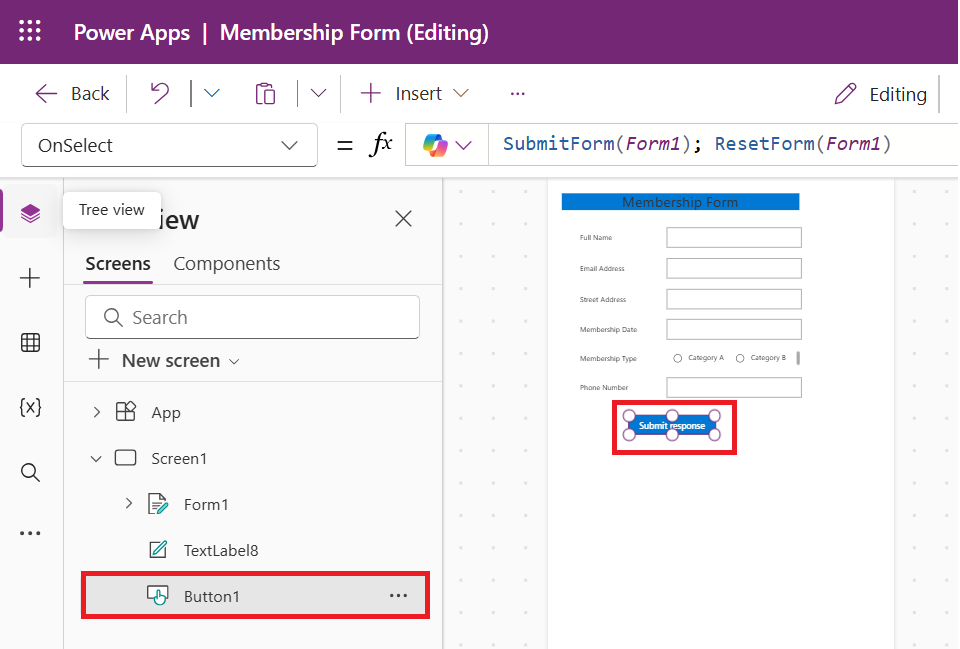 Power Apps | Membership Form (Editing)
Back
Insert
...
Editing
OnSelect
= fx
SubmitForm(Form1); ResetForm(Form1)
Tree view
iew
Screens
Components
Search
New screen
App
Screen1
Form1
TextLabel8
Button1
...
{x}
...
Membership Form
Full Name
Email Address
Street Address
Membership Date
Membership Type
Category A
Category B
Phone Number
Submit response